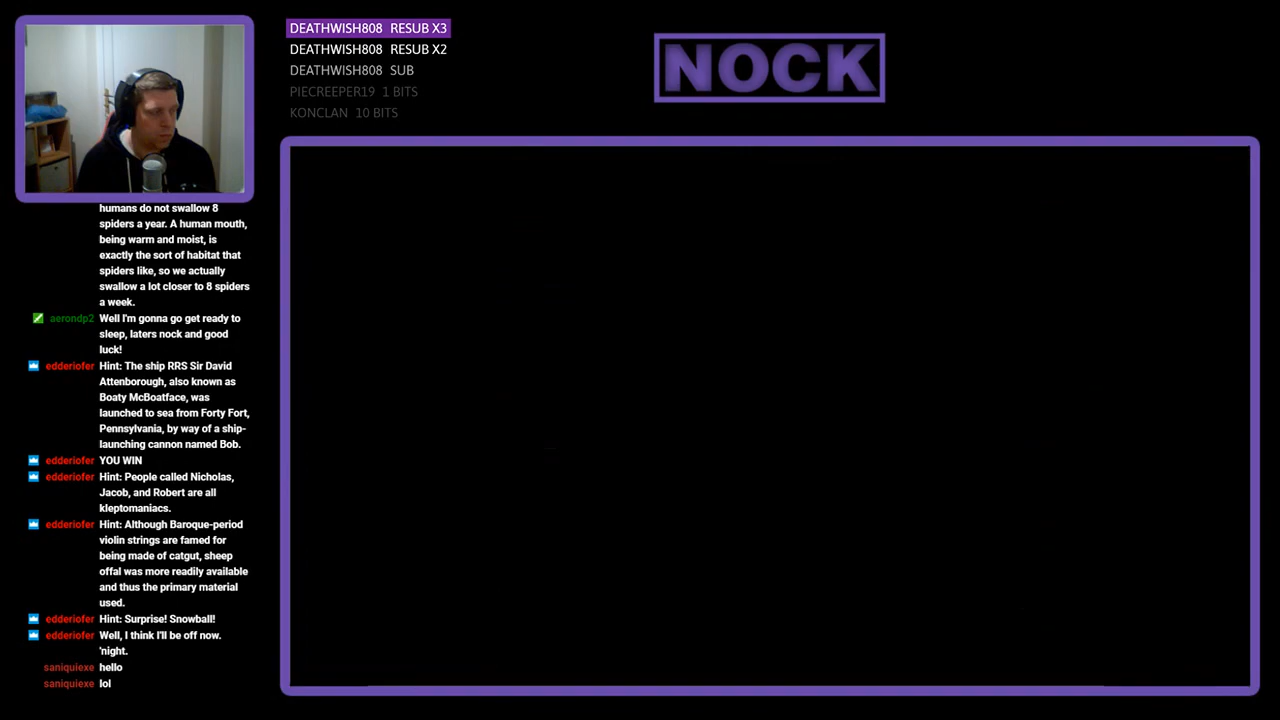 DEATHWISH808 RESUB X3
DEATHWISH808 RESUB X2
DEATHWISH808 SUB
PIECREEPER19 1 BITS
KONCLAN 10 BITS
NOCK
humans do not swallow 8
spiders a year. A human mouth,
being warm and moist, is
exactly the sort of habitat that
spiders like, so we actually
swallow a lot closer to 8 spiders
a week.
aerondp2 Well I'm gonna go get ready to
sleep, laters nock and good
luck!
edderiofer Hint: The ship RRS Sir David
Attenborough, also known as
Boaty McBoatface, was
launched to sea from Forty Fort,
Pennsylvania, by way of a ship-
launching cannon named Bob.
edderiofer YOU WIN
edderiofer Hint: People called Nicholas,
Jacob, and Robert are all
kleptomaniacs.
edderiofer Hint: Although Baroque-period
violin strings are famed for
being made of catgut, sheep
offal was more readily available
and thus the primary material
used.
edderiofer Hint: Surprise! Snowball!
edderiofer Well, I think I'll be off now.
'night.
saniquiexe hello
saniquiexe lol